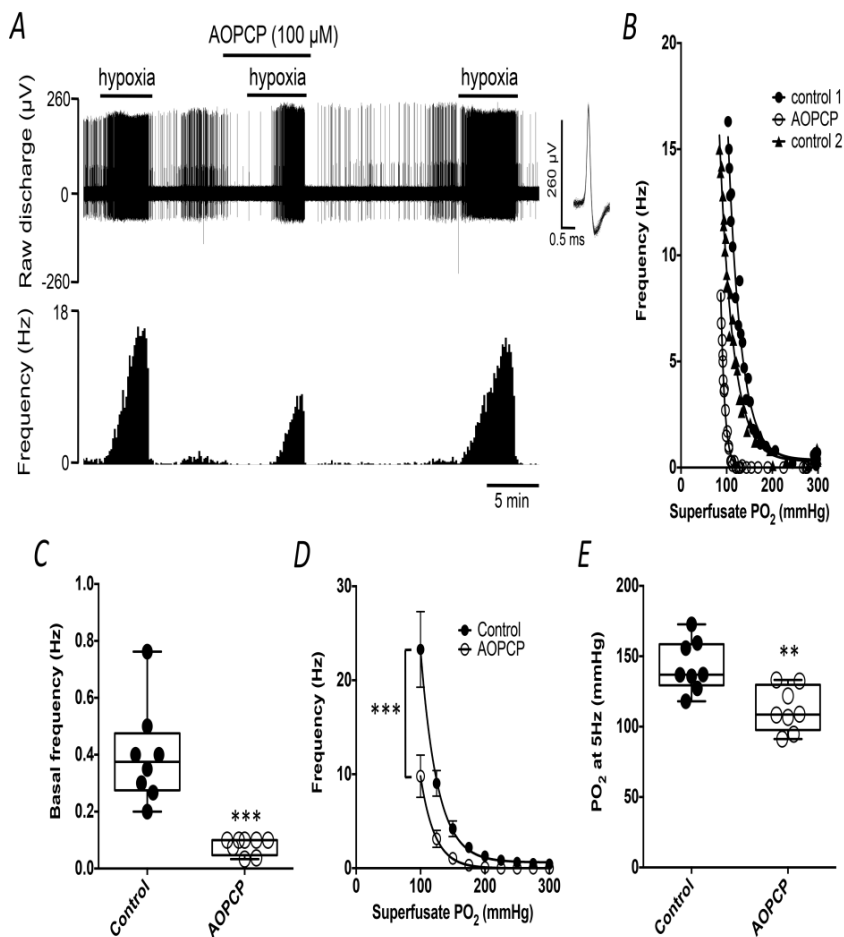 A
AOPCP (100 μM)
hypoxia hypoxia hypoxia
Raw discharge (μV)
260
0
-260
260 μV
0.5 ms
Frequency (Hz)
18
0
5 min
B
Frequency (Hz)
20
15
10
5
0
control 1
AOPCP
control 2
0 100 200 300
Superfusate PO2 (mmHg)
C
Basal frequency (Hz)
1.0
0.8
0.6
0.4
0.2
0.0
***
Control AOPCP
D
Frequency (Hz)
30
20
10
0
Control
AOPCP
***
0 100 200 300
Superfusate PO2 (mmHg)
E
PO2 at 5Hz (mmHg)
200
150
100
50
0
**
Control AOPCP